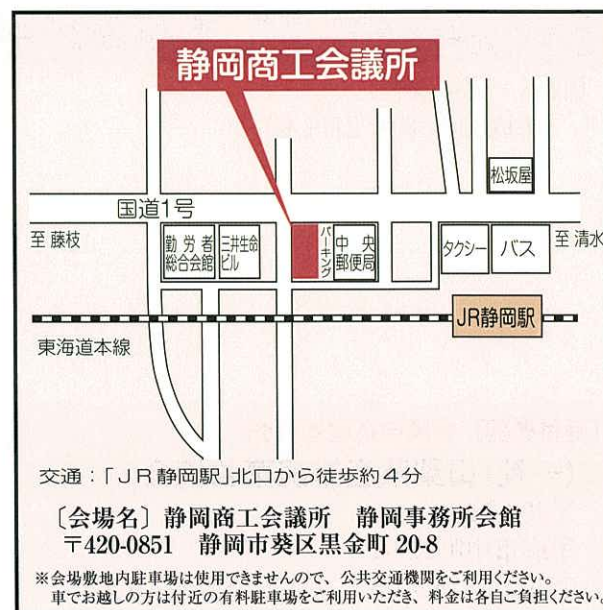 静岡商工会議所
松坂屋
国道1号
至 藤枝
勤労者
総合会館
三井生命
ビル
パーキング
中央
郵便局
タクシー
バス
至 清水
JR静岡駅
東海道本線
交通：「JR静岡駅」北口から徒歩約4分
〔会場名〕静岡商工会議所　静岡事務所会館
〒420-0851　静岡市葵区黒金町 20-8
※会場敷地内駐車場は使用できませんので、公共交通機関をご利用ください。
車でお越しの方は付近の有料駐車場をご利用いただき、料金は各自ご負担ください。